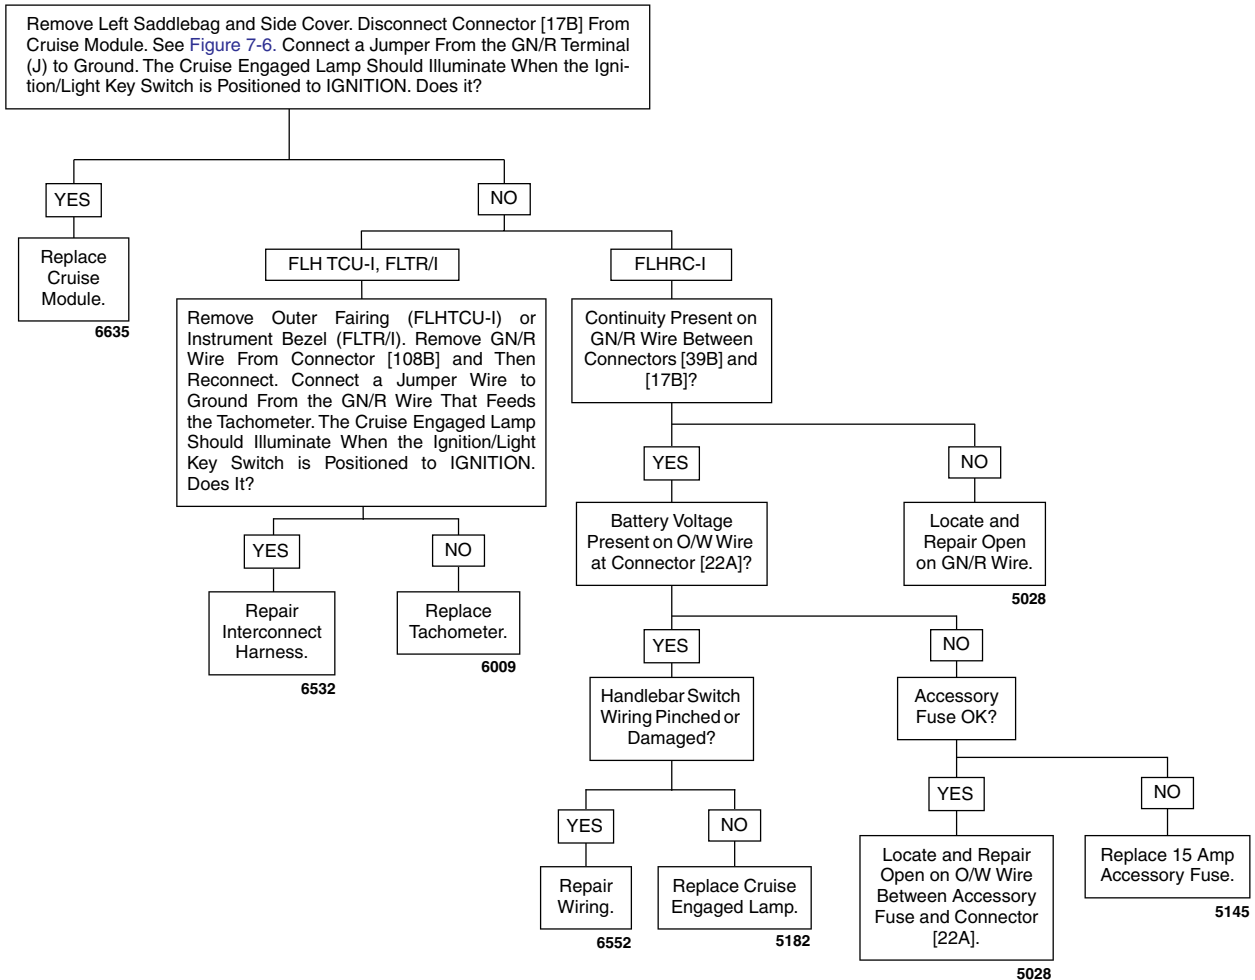 Remove Left Saddlebag and Side Cover. Disconnect Connector [17B] From
Cruise Module. See Figure 7-6. Connect a Jumper From the GN/R Terminal
(J) to Ground. The Cruise Engaged Lamp Should Illuminate When the Igni-
tion/Light Key Switch is Positioned to IGNITION. Does it?
YES
NO
Replace
Cruise
Module.
6635
FLH TCU-I, FLTR/I
FLHRC-I
Remove Outer Fairing (FLHTCU-I) or
Instrument Bezel (FLTR/I). Remove GN/R
Wire From Connector [108B] and Then
Reconnect. Connect a Jumper Wire to
Ground From the GN/R Wire That Feeds
the Tachometer. The Cruise Engaged Lamp
Should Illuminate When the Ignition/Light
Key Switch is Positioned to IGNITION.
Does It?
Continuity Present on
GN/R Wire Between
Connectors [39B] and
[17B]?
YES
NO
Battery Voltage
Present on O/W Wire
at Connector [22A]?
Locate and
Repair Open
on GN/R Wire.
5028
YES
NO
Repair
Interconnect
Harness.
6532
Replace
Tachometer.
6009
YES
NO
Handlebar Switch
Wiring Pinched or
Damaged?
Accessory
Fuse OK?
YES
NO
YES
NO
Repair
Wiring.
6552
Replace Cruise
Engaged Lamp.
5182
Locate and Repair
Open on O/W Wire
Between Accessory
Fuse and Connector
[22A].
5028
Replace 15 Amp
Accessory Fuse.
5145